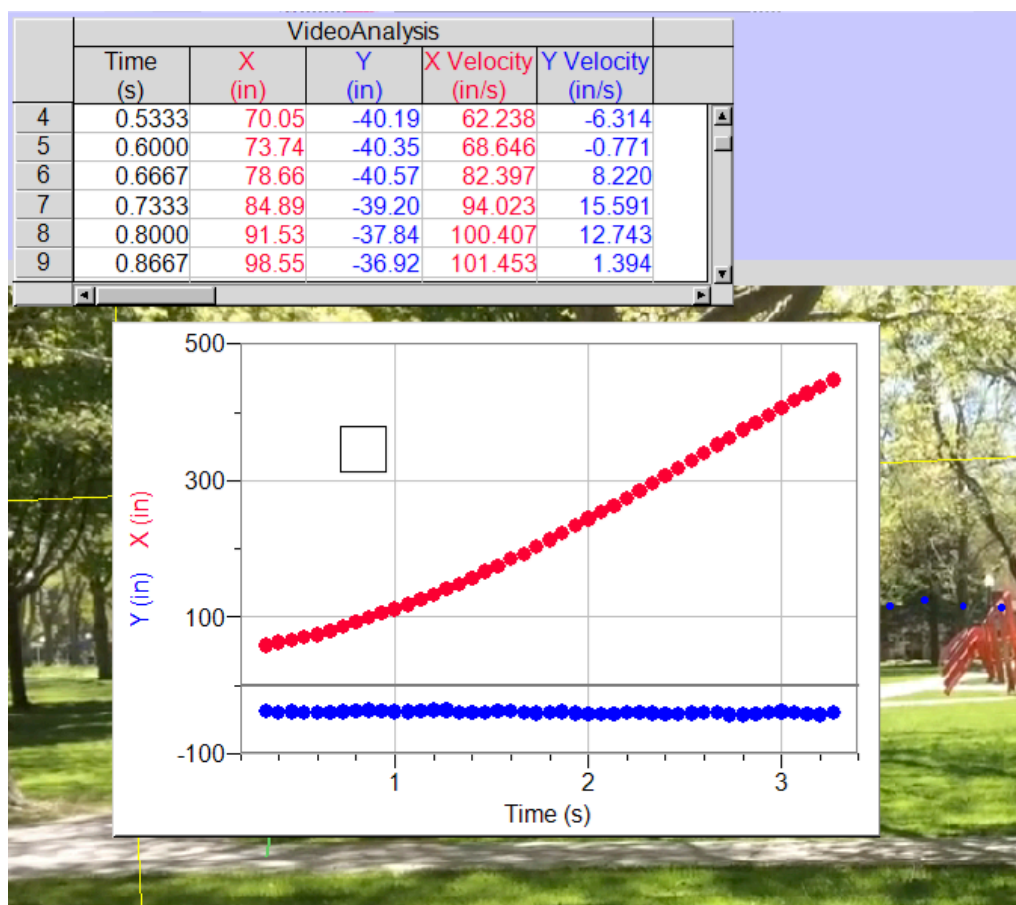 VideoAnalysis
Time X Y X Velocity Y Velocity
(s) (in) (in) (in/s) (in/s)
4 0.5333 70.05 -40.19 62.238 -6.314
5 0.6000 73.74 -40.35 68.646 -0.771
6 0.6667 78.66 -40.57 82.397 8.220
7 0.7333 84.89 -39.20 94.023 15.591
8 0.8000 91.53 -37.84 100.407 12.743
9 0.8667 98.55 -36.92 101.453 1.394
500
300
100
-100
Y (in) X (in)
1 2 3
Time (s)